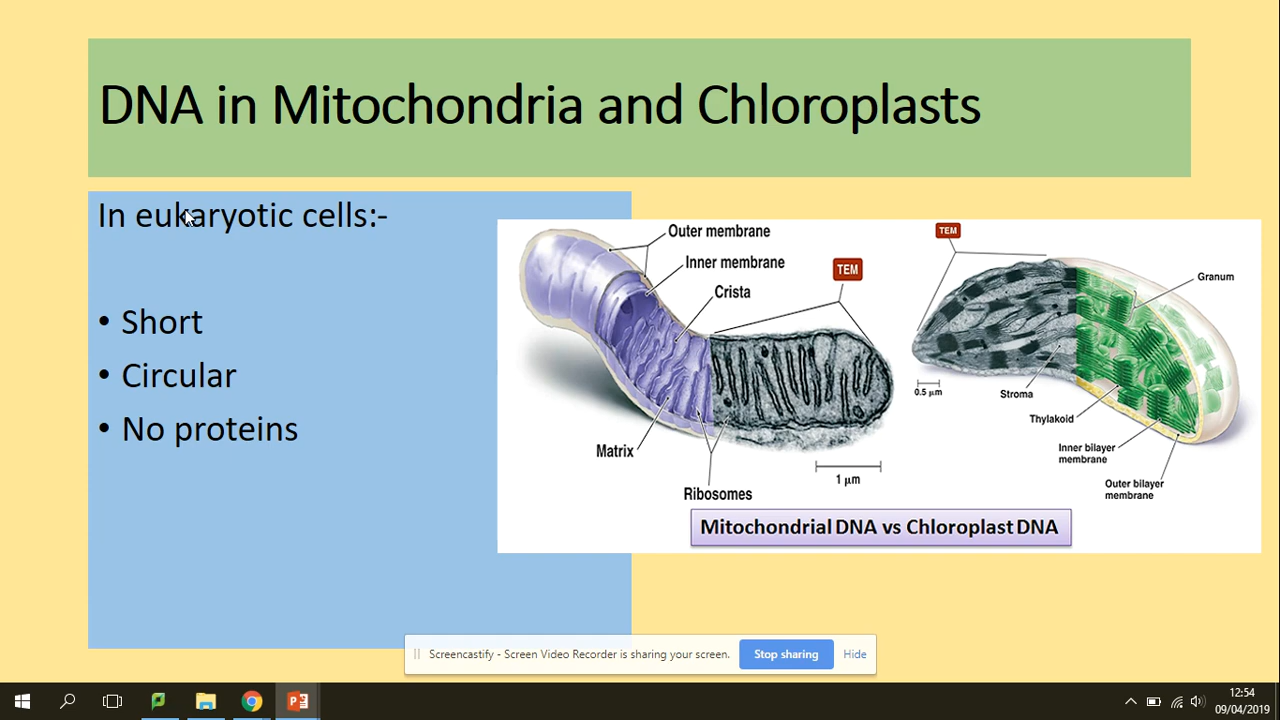 DNA in Mitochondria and Chloroplasts
In eukaryotic cells:-
• Short
• Circular
• No proteins
Outer membrane
Inner membrane
Crista
TEM
Matrix
Ribosomes
1 μm
TEM
Granum
0.5 μm
Stroma
Thylakoid
Inner bilayer
membrane
Outer bilayer
membrane
Mitochondrial DNA vs Chloroplast DNA
Screencastify - Screen Video Recorder is sharing your screen.
Stop sharing
Hide
12:54
09/04/2019